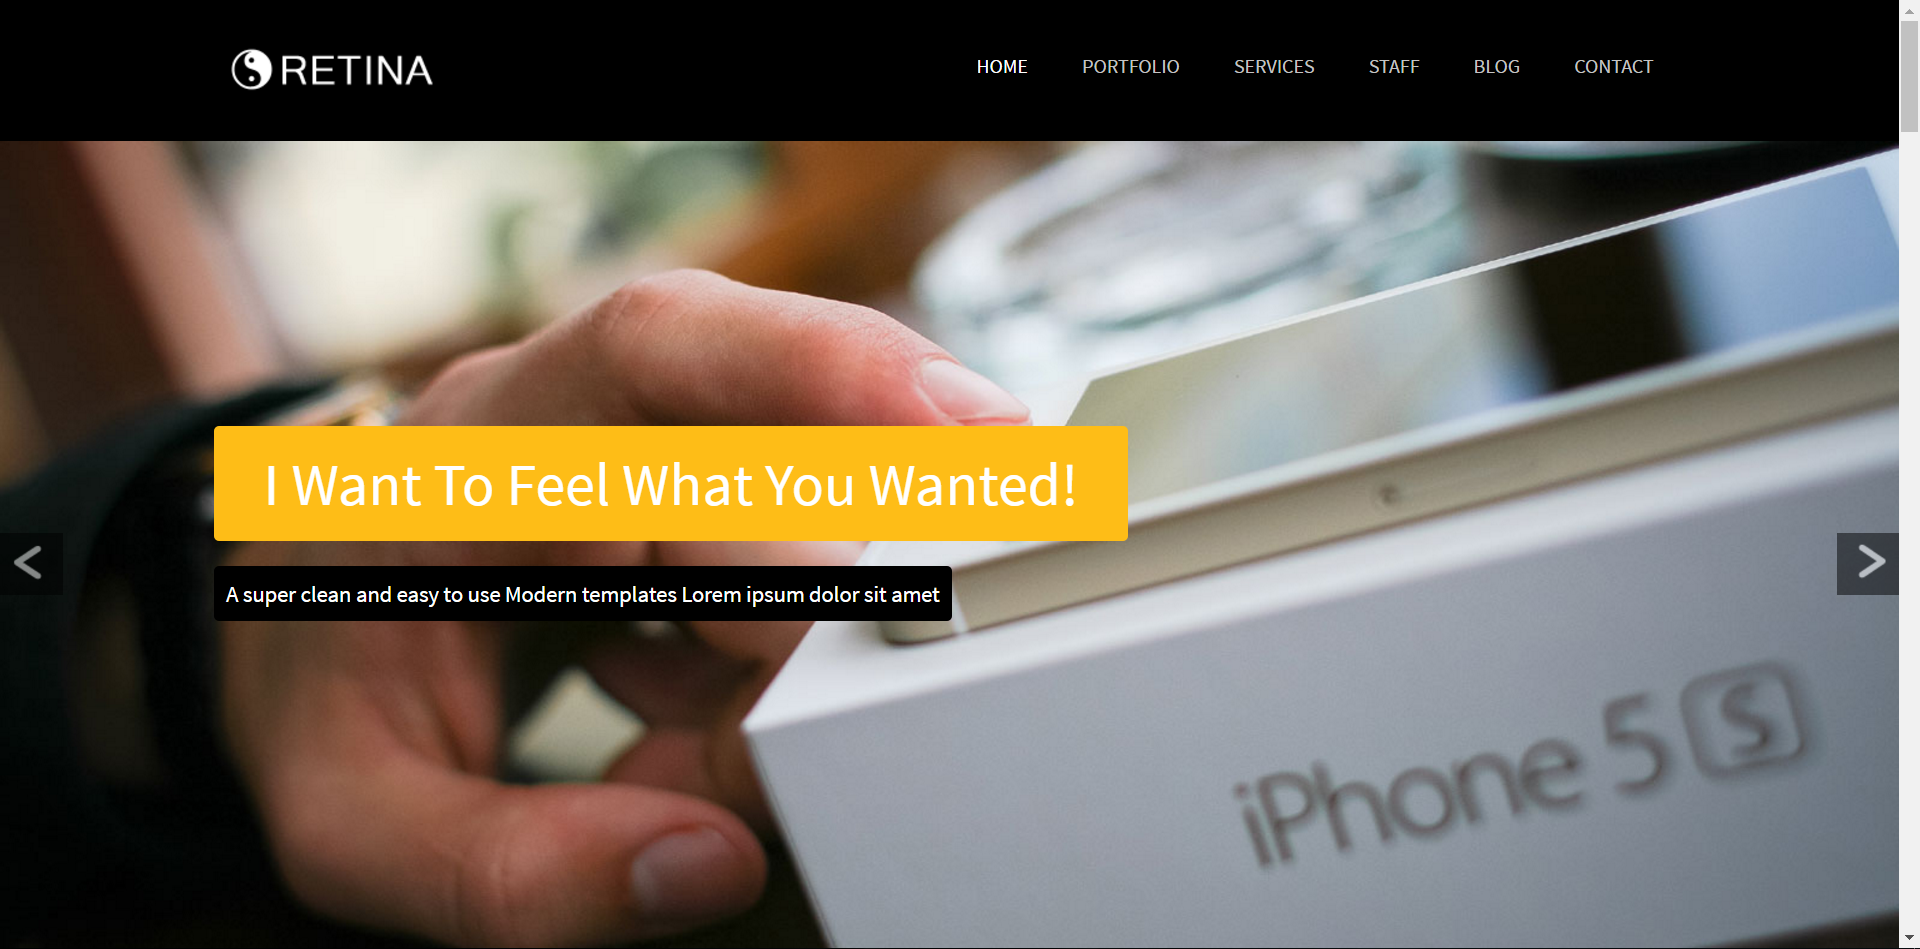 RETINA
HOME PORTFOLIO SERVICES STAFF BLOG CONTACT
I Want To Feel What You Wanted!
A super clean and easy to use Modern templates Lorem ipsum dolor sit amet
iPhone 5S